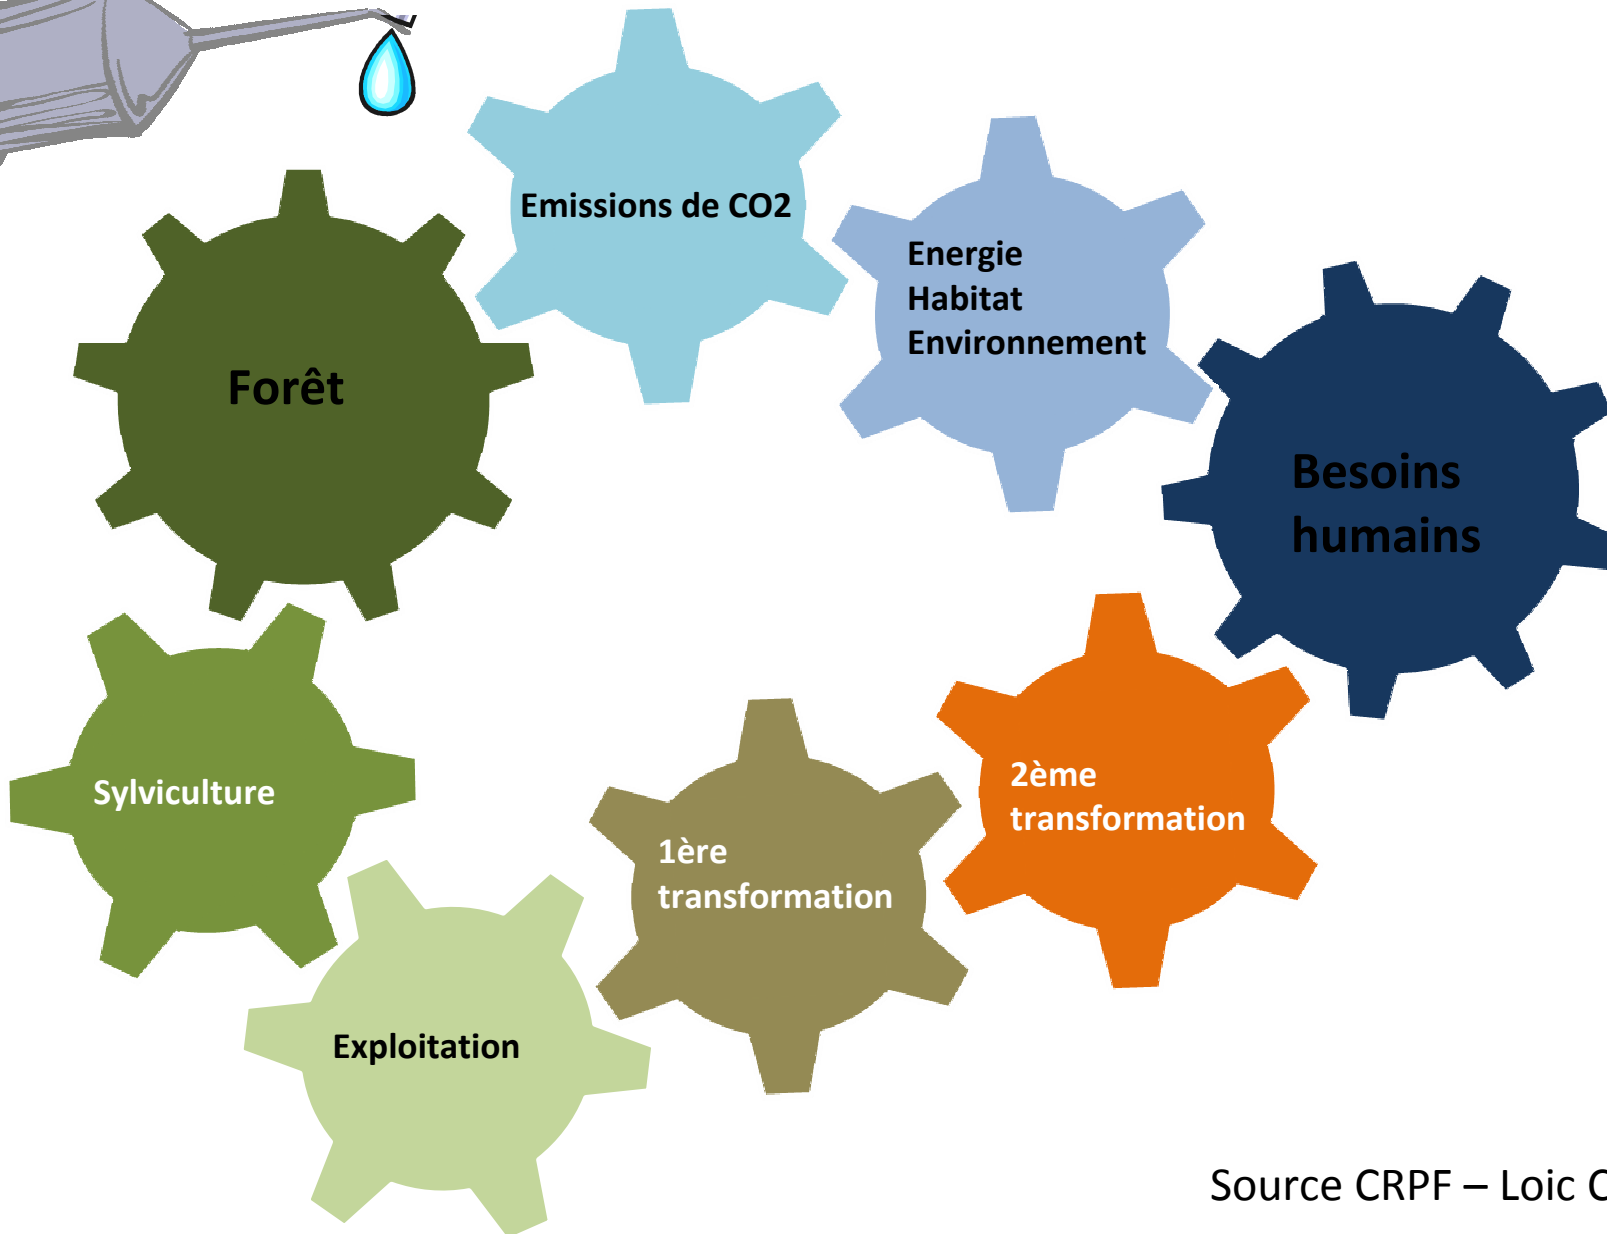 Emissions de CO2
Energie
Habitat
Environnement
Forêt
Besoins
humains
Sylviculture
2ème
transformation
1ère
transformation
Exploitation
Source CRPF – Loic